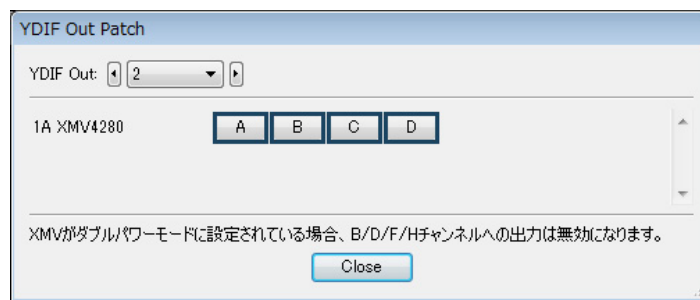 YDIF Out Patch
YDIF Out: 2
1A XMV4280 A B C D
XMVがダブルパワーモードに設定されている場合、B/D/F/Hチャンネルへの出力は無効になります。
Close